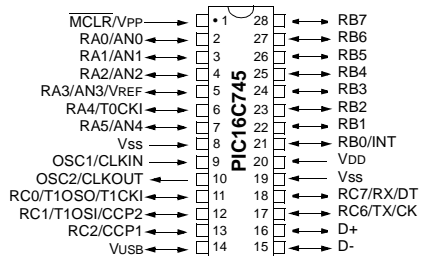 MCLR/VPP 1 28 RB7
RA0/AN0 2 27 RB6
RA1/AN1 3 26 RB5
RA2/AN2 4 25 RB4
RA3/AN3/VREF 5 24 RB3
RA4/T0CKI 6 23 RB2
RA5/AN4 7 22 RB1
VSS 8 21 RB0/INT
OSC1/CLKIN 9 20 VDD
OSC2/CLKOUT 10 19 VSS
RC0/T1OSO/T1CKI 11 18 RC7/RX/DT
RC1/T1OSI/CCP2 12 17 RC6/TX/CK
RC2/CCP1 13 16 D+
VUSB 14 15 D-
PIC16C745